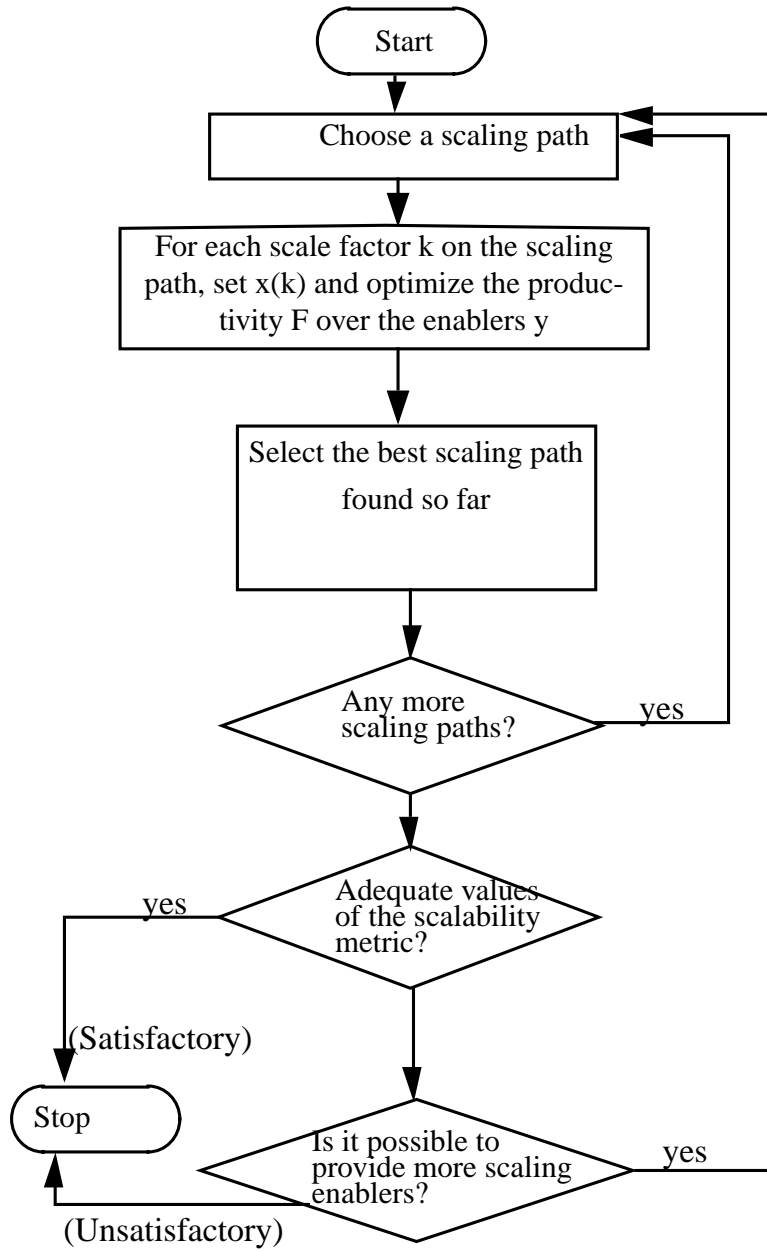 Start
Choose a scaling path
For each scale factor k on the scaling
path, set x(k) and optimize the produc-
tivity F over the enablers y
Select the best scaling path
found so far
Any more
scaling paths?
yes
Adequate values
of the scalability
metric?
yes
(Satisfactory)
Stop
Is it possible to
provide more scaling
enablers?
yes
(Unsatisfactory)